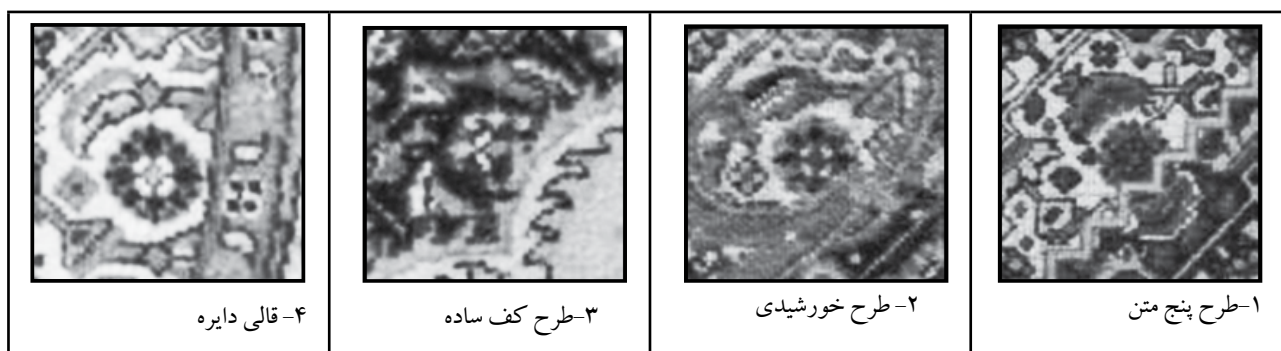 ۱-طرح پنج متن
۲- طرح خورشیدی
۳-طرح کف ساده
۴- قالی دایره